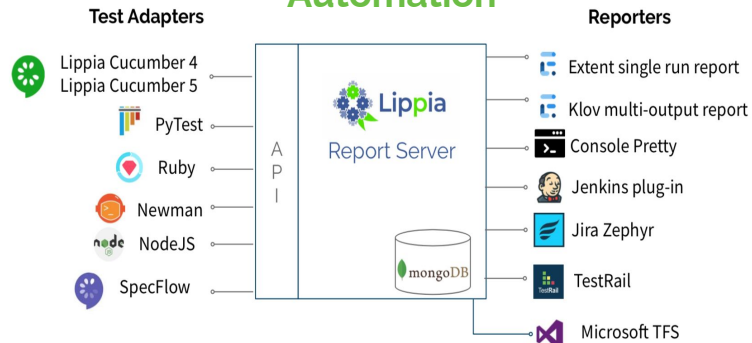 Automation
Test Adapters
Reporters
Lippia Cucumber 4
Lippia Cucumber 5
PyTest
Ruby
Newman
NodeJS
SpecFlow
node
API
Lippia
Report Server
mongoDB
Extent single run report
Klov multi-output report
Console Pretty
Jenkins plug-in
Jira Zephyr
TestRail
TestRail
Microsoft TFS